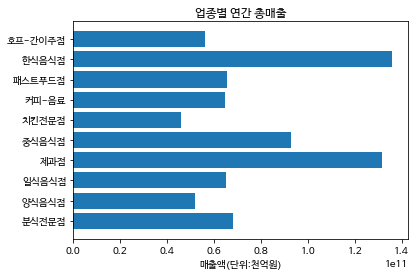 업종별 연간 총매출
호프-간이주점
한식음식점
패스트푸드점
커피-음료
치킨전문점
중식음식점
제과점
일식음식점
양식음식점
분식전문점
0.0 0.2 0.4 0.6 0.8 1.0 1.2 1.4
매출액(단위:천억원) 1e11